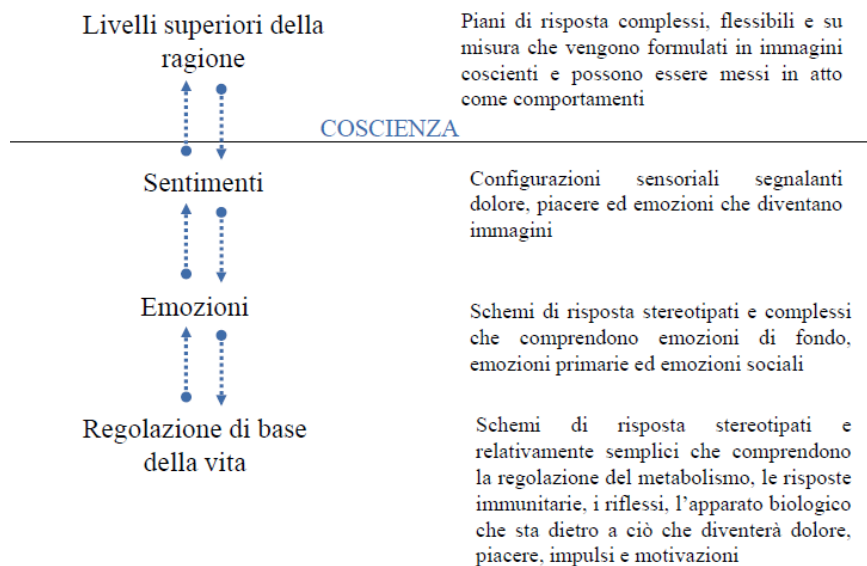 Livelli superiori della
ragione
Piani di risposta complessi, flessibili e su
misura che vengono formulati in immagini
coscienti e possono essere messi in atto
come comportamenti
COSCIENZA
Sentimenti
Configurazioni sensoriali segnalanti
dolore, piacere ed emozioni che diventano
immagini
Emozioni
Schemi di risposta stereotipati e complessi
che comprendono emozioni di fondo,
emozioni primarie ed emozioni sociali
Regolazione di base
della vita
Schemi di risposta stereotipati e
relativamente semplici che comprendono
la regolazione del metabolismo, le risposte
immunitarie, i riflessi, l'apparato biologico
che sta dietro a ciò che diventerà dolore,
piacere, impulsi e motivazioni